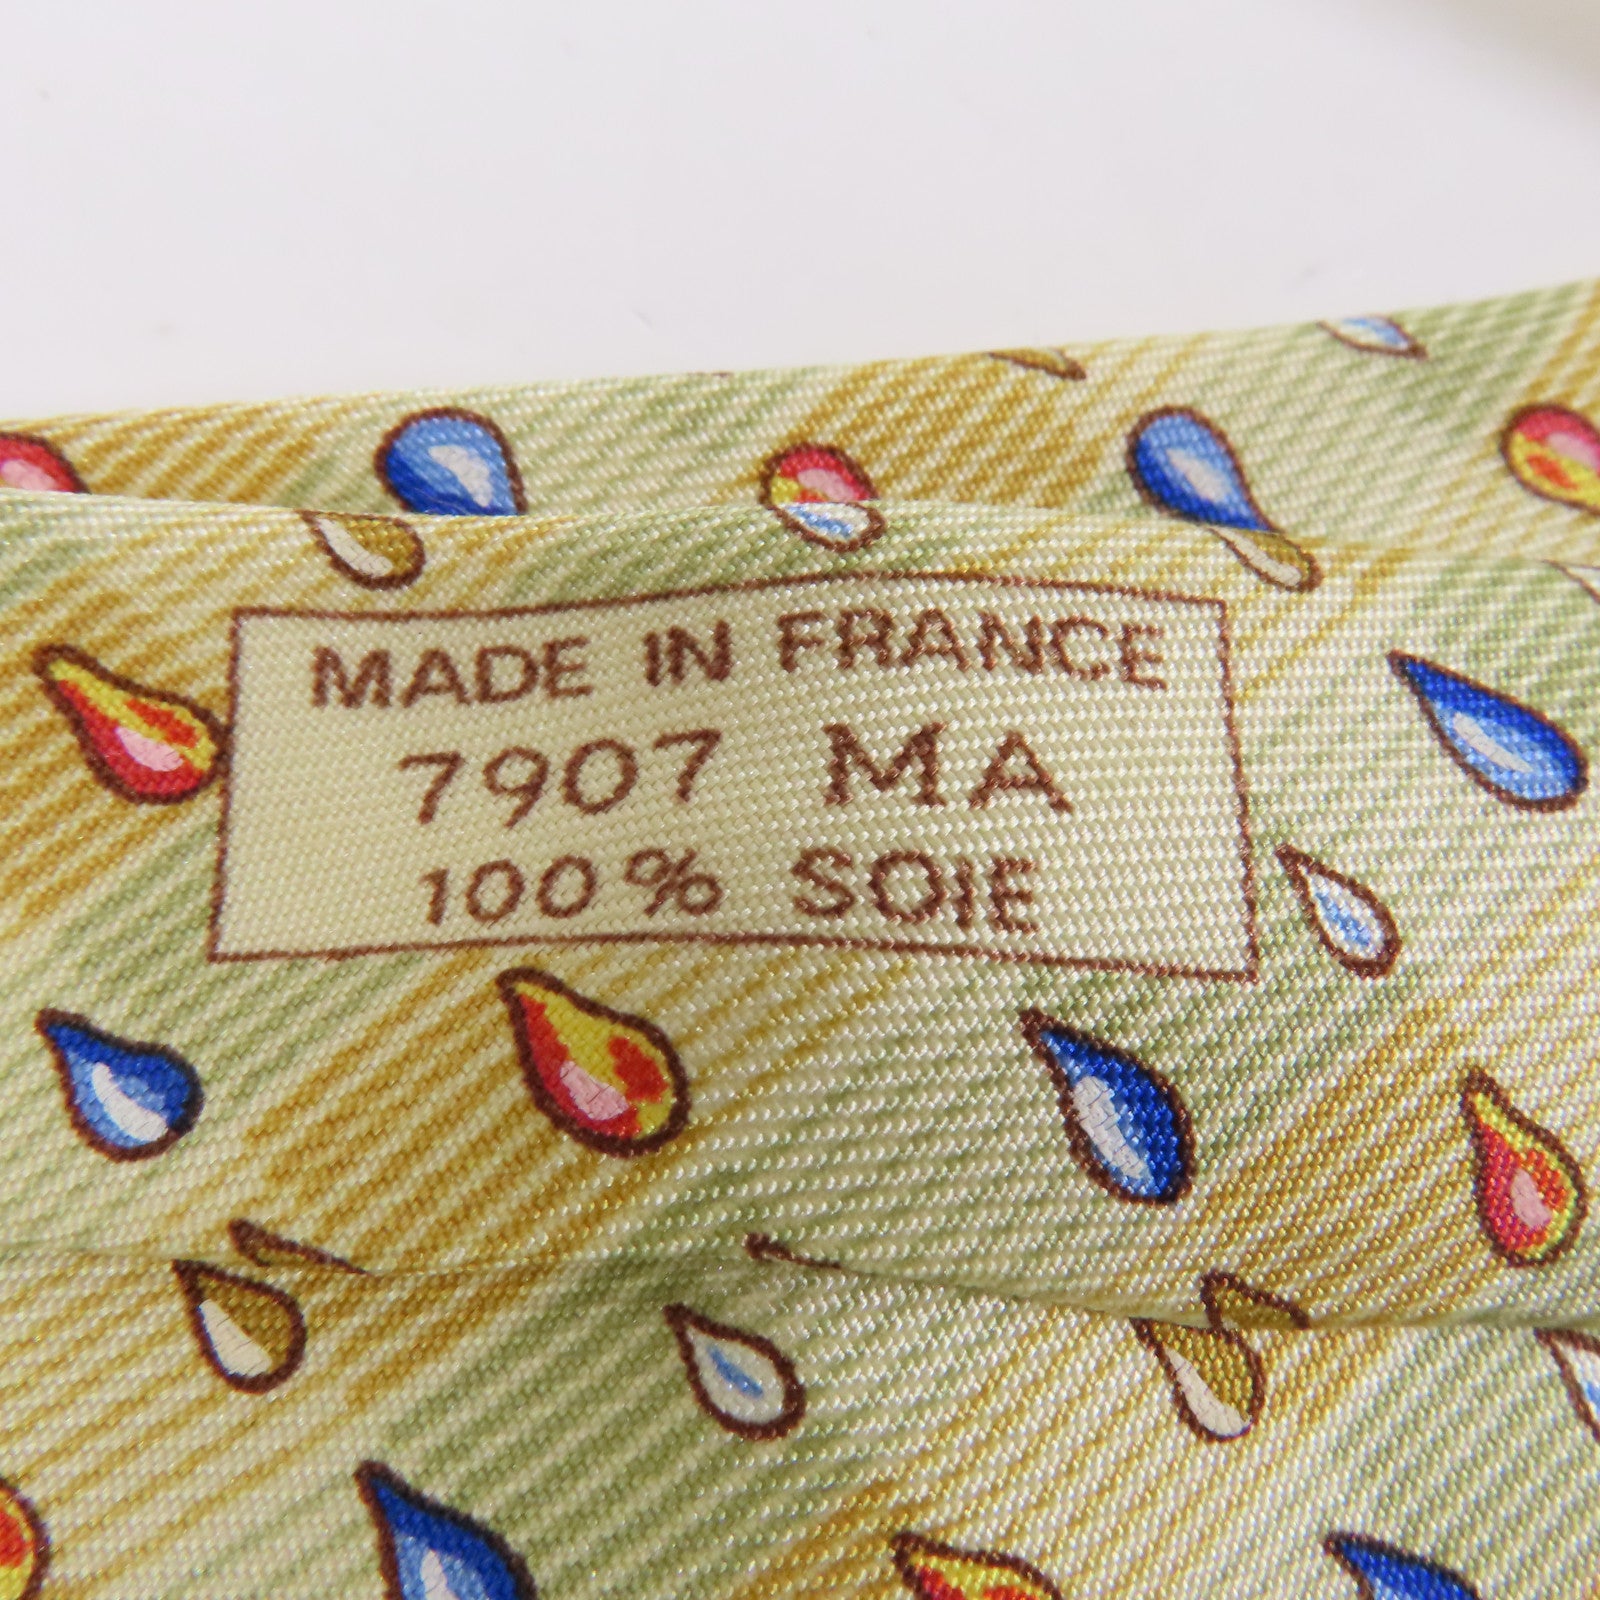 MADE IN FRANCE
7907 MA
100% SOIE